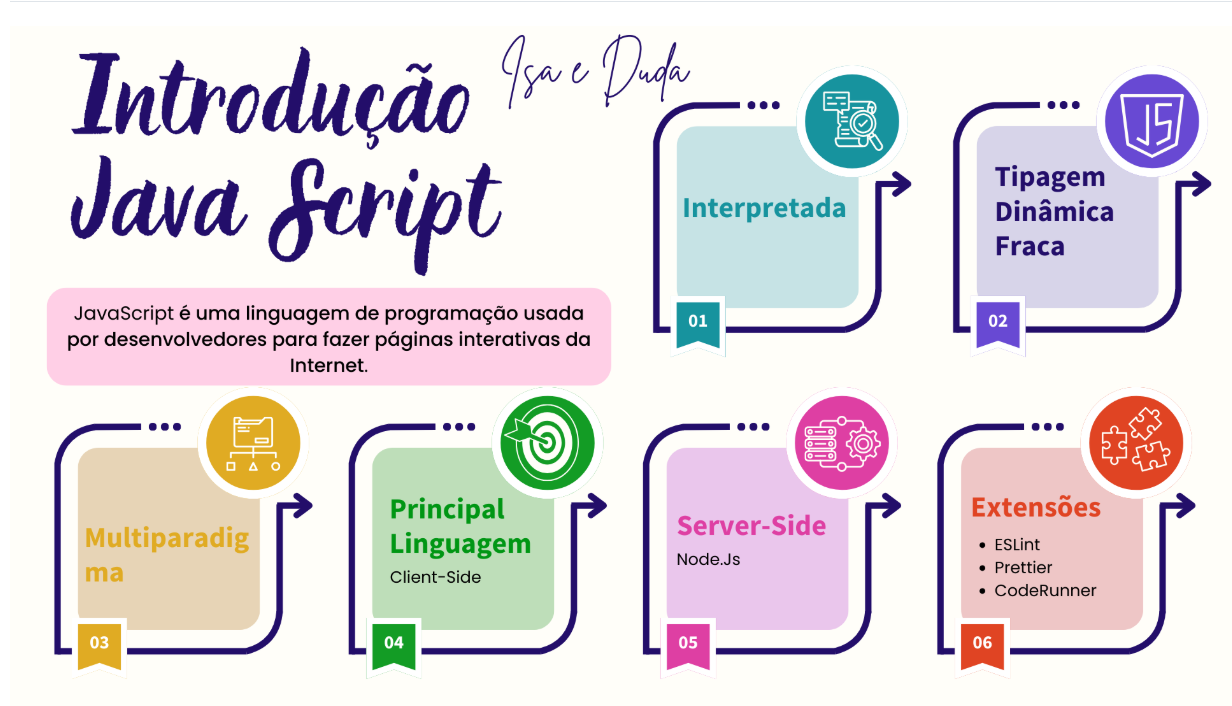 Introdução
Java Script
Isa e Duda
JavaScript é uma linguagem de programação usada
por desenvolvedores para fazer páginas interativas da
Internet.
Interpretada
01
JS
Tipagem
Dinâmica
Fraca
02
Multiparadig
ma
03
Principal
Linguagem
Client-Side
04
Server-Side
Node.Js
05
Extensões
• ESLint
• Prettier
• CodeRunner
06